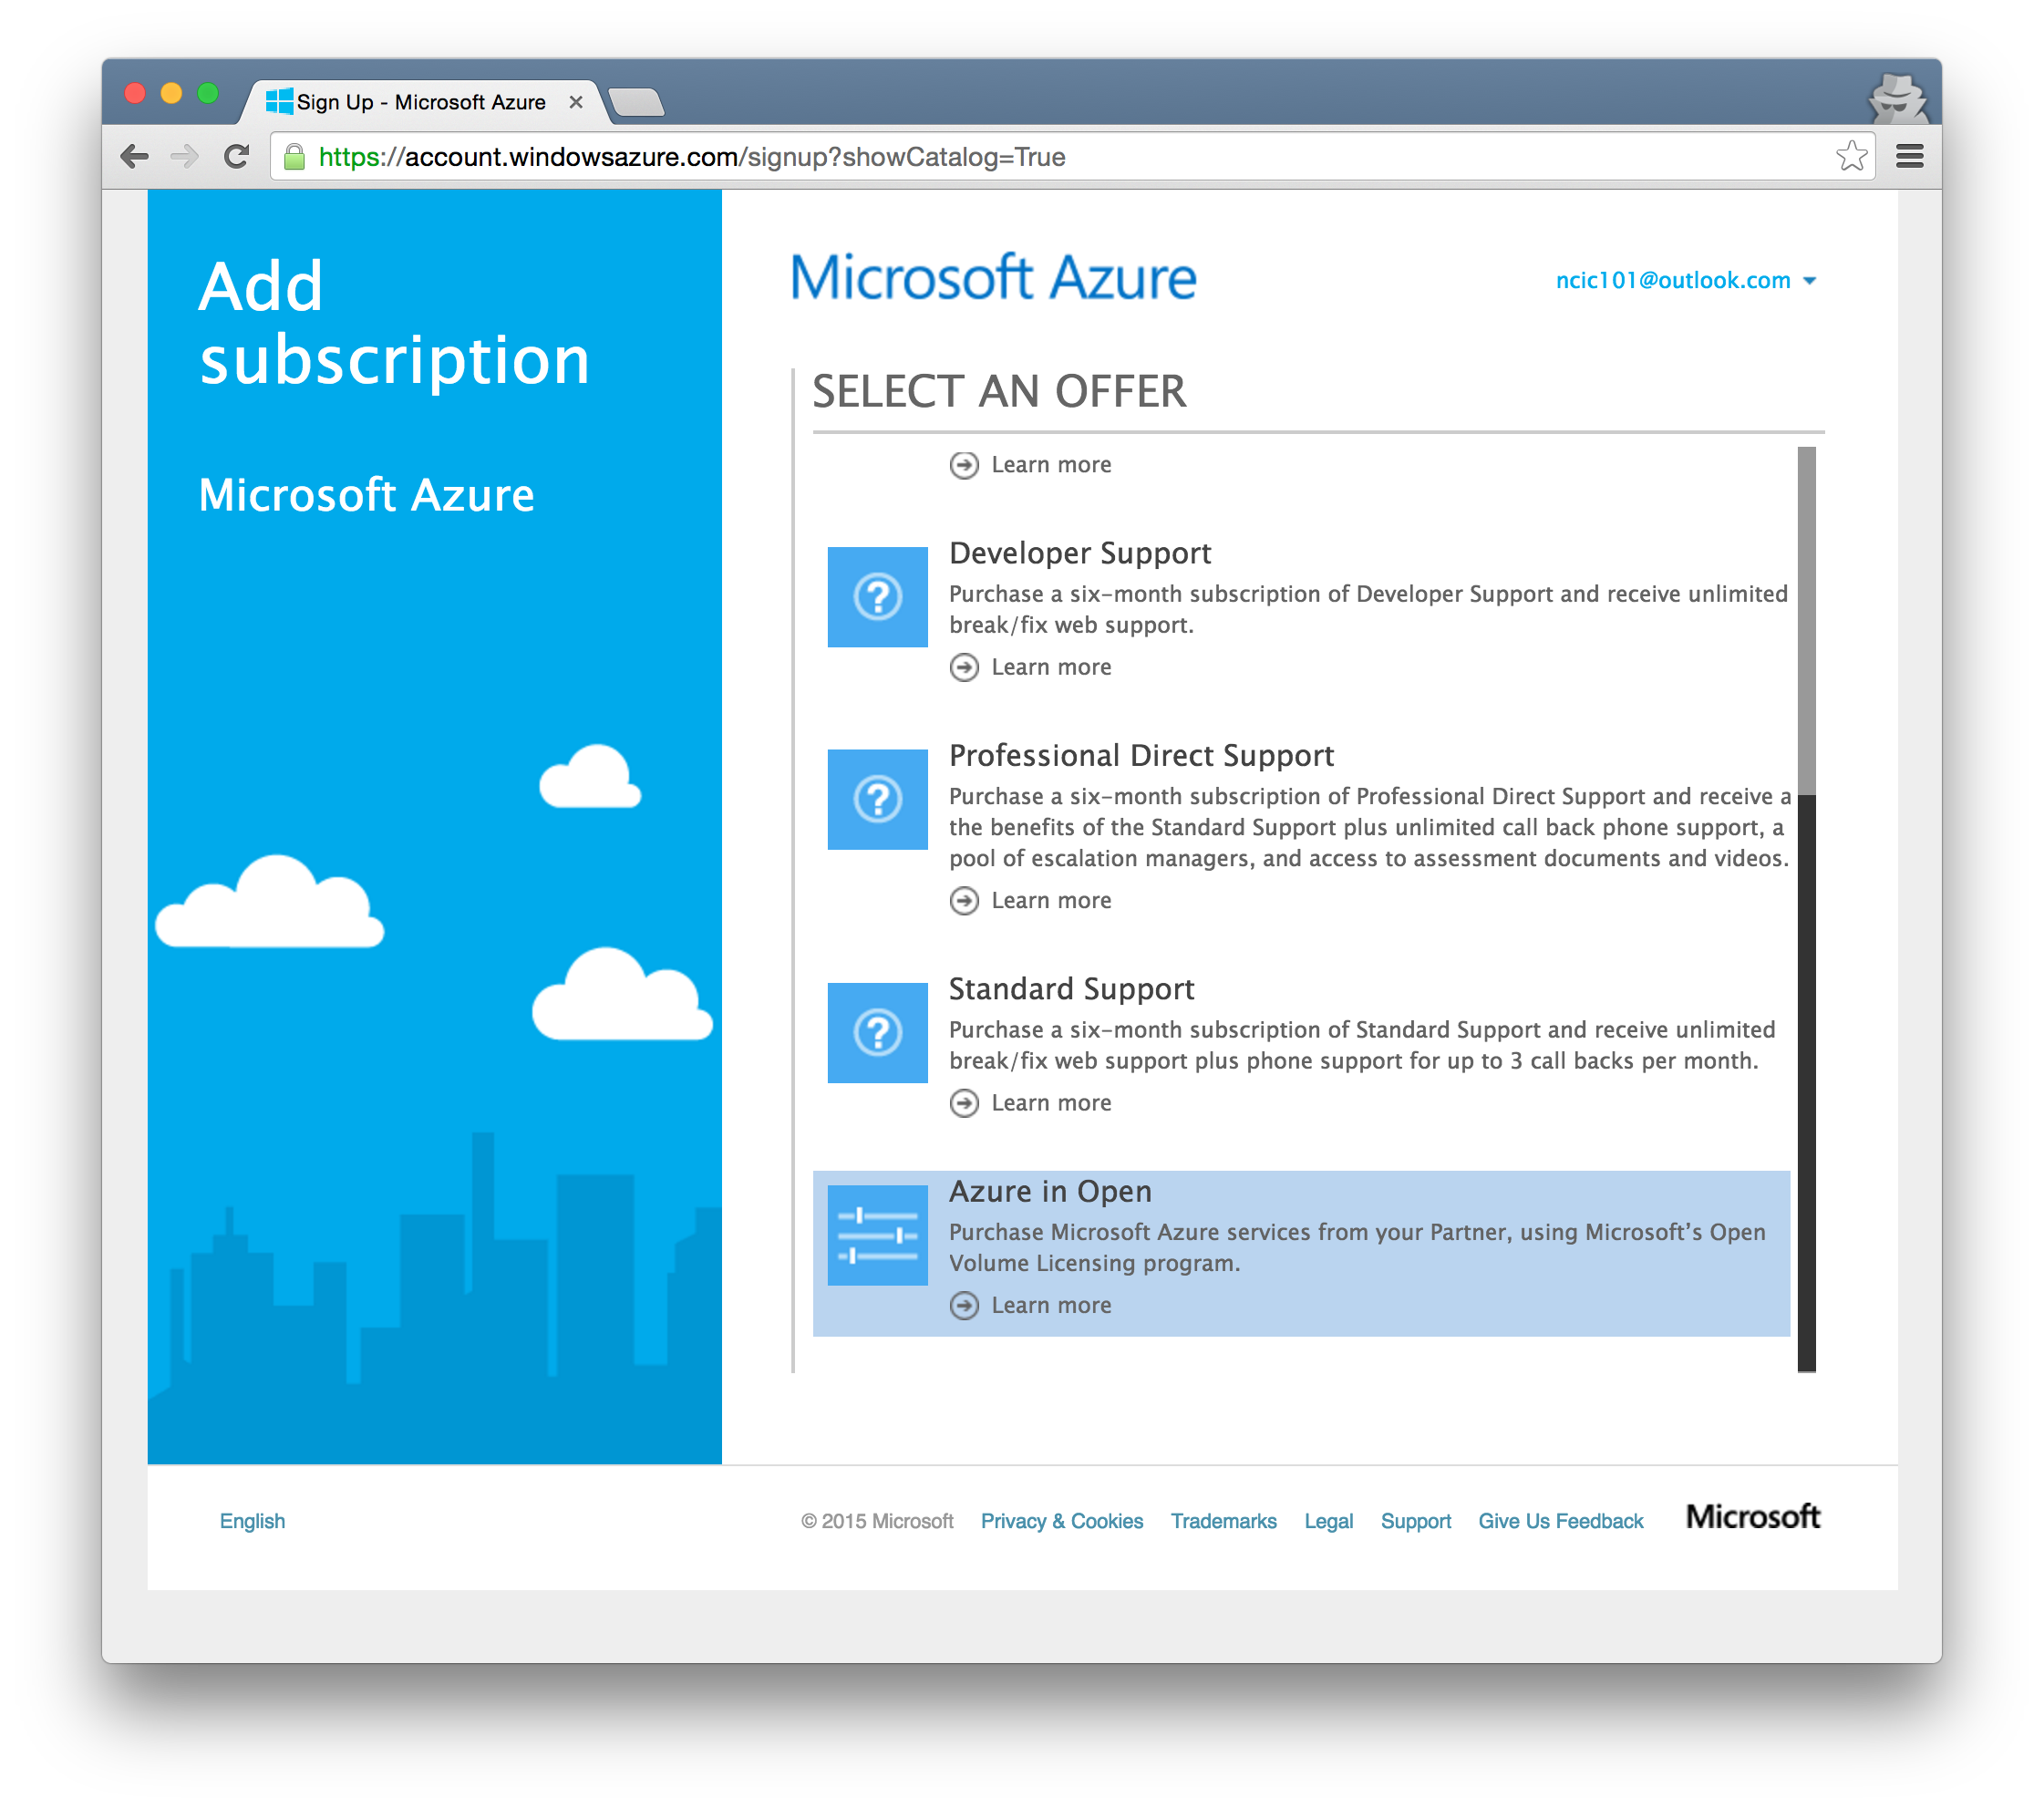 Sign Up - Microsoft Azure
https://account.windowsazure.com/signup?showCatalog=True
Add
subscription
Microsoft Azure
Microsoft Azure
ncic101@outlook.com
SELECT AN OFFER
Learn more
Developer Support
Purchase a six-month subscription of Developer Support and receive unlimited
break/fix web support.
Learn more
Professional Direct Support
Purchase a six-month subscription of Professional Direct Support and receive a
the benefits of the Standard Support plus unlimited call back phone support, a
pool of escalation managers, and access to assessment documents and videos.
Learn more
Standard Support
Purchase a six-month subscription of Standard Support and receive unlimited
break/fix web support plus phone support for up to 3 call backs per month.
Learn more
Azure in Open
Purchase Microsoft Azure services from your Partner, using Microsoft's Open
Volume Licensing program.
Learn more
English
© 2015 Microsoft Privacy & Cookies Trademarks Legal Support Give Us Feedback Microsoft